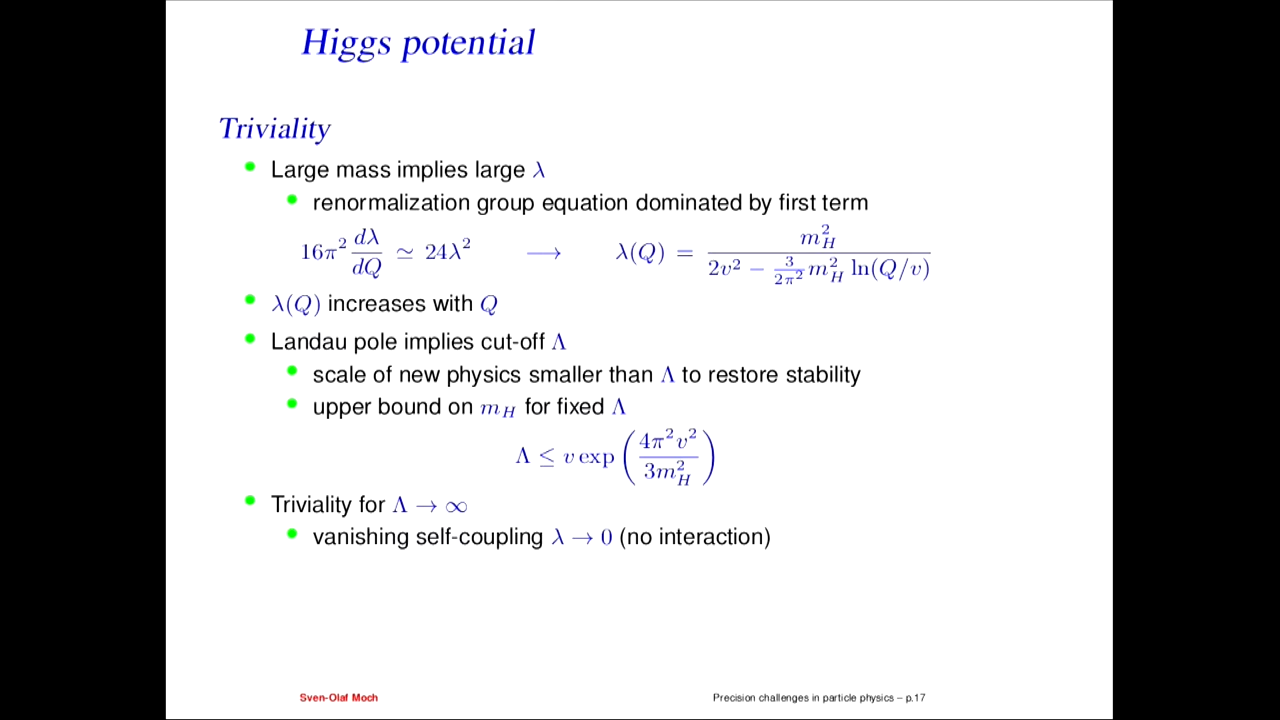 Higgs potential
Triviality
• Large mass implies large λ
• renormalization group equation dominated by first term
16π² dλ/dQ ≃ 24λ² ⟶ λ(Q) = m_H² / (2v² − 3/(2π²) m_H² ln(Q/v))
• λ(Q) increases with Q
• Landau pole implies cut-off Λ
• scale of new physics smaller than Λ to restore stability
• upper bound on m_H for fixed Λ
Λ ≤ v exp (4π²v² / 3m_H²)
• Triviality for Λ → ∞
• vanishing self-coupling λ → 0 (no interaction)
Sven-Olaf Moch
Precision challenges in particle physics – p.17